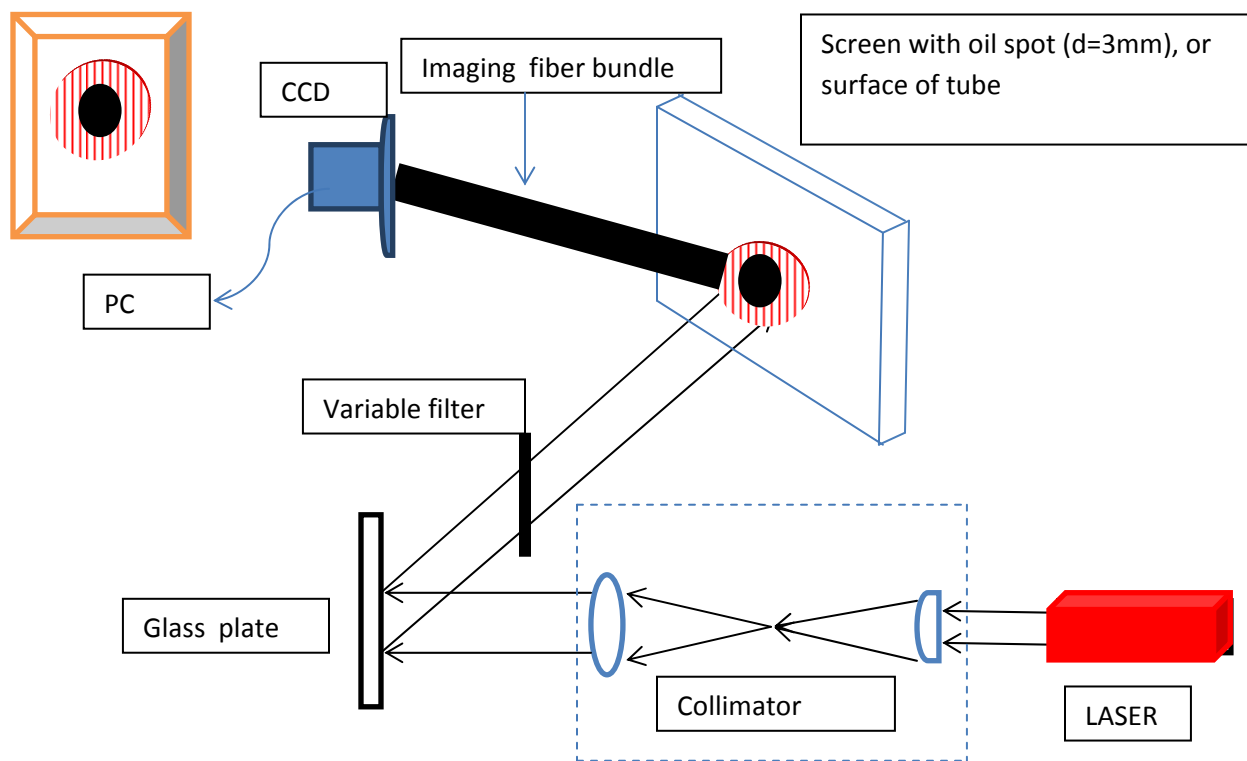 Screen with oil spot (d=3mm), or
surface of tube
Imaging fiber bundle
CCD
PC
Variable filter
Glass plate
Collimator
LASER